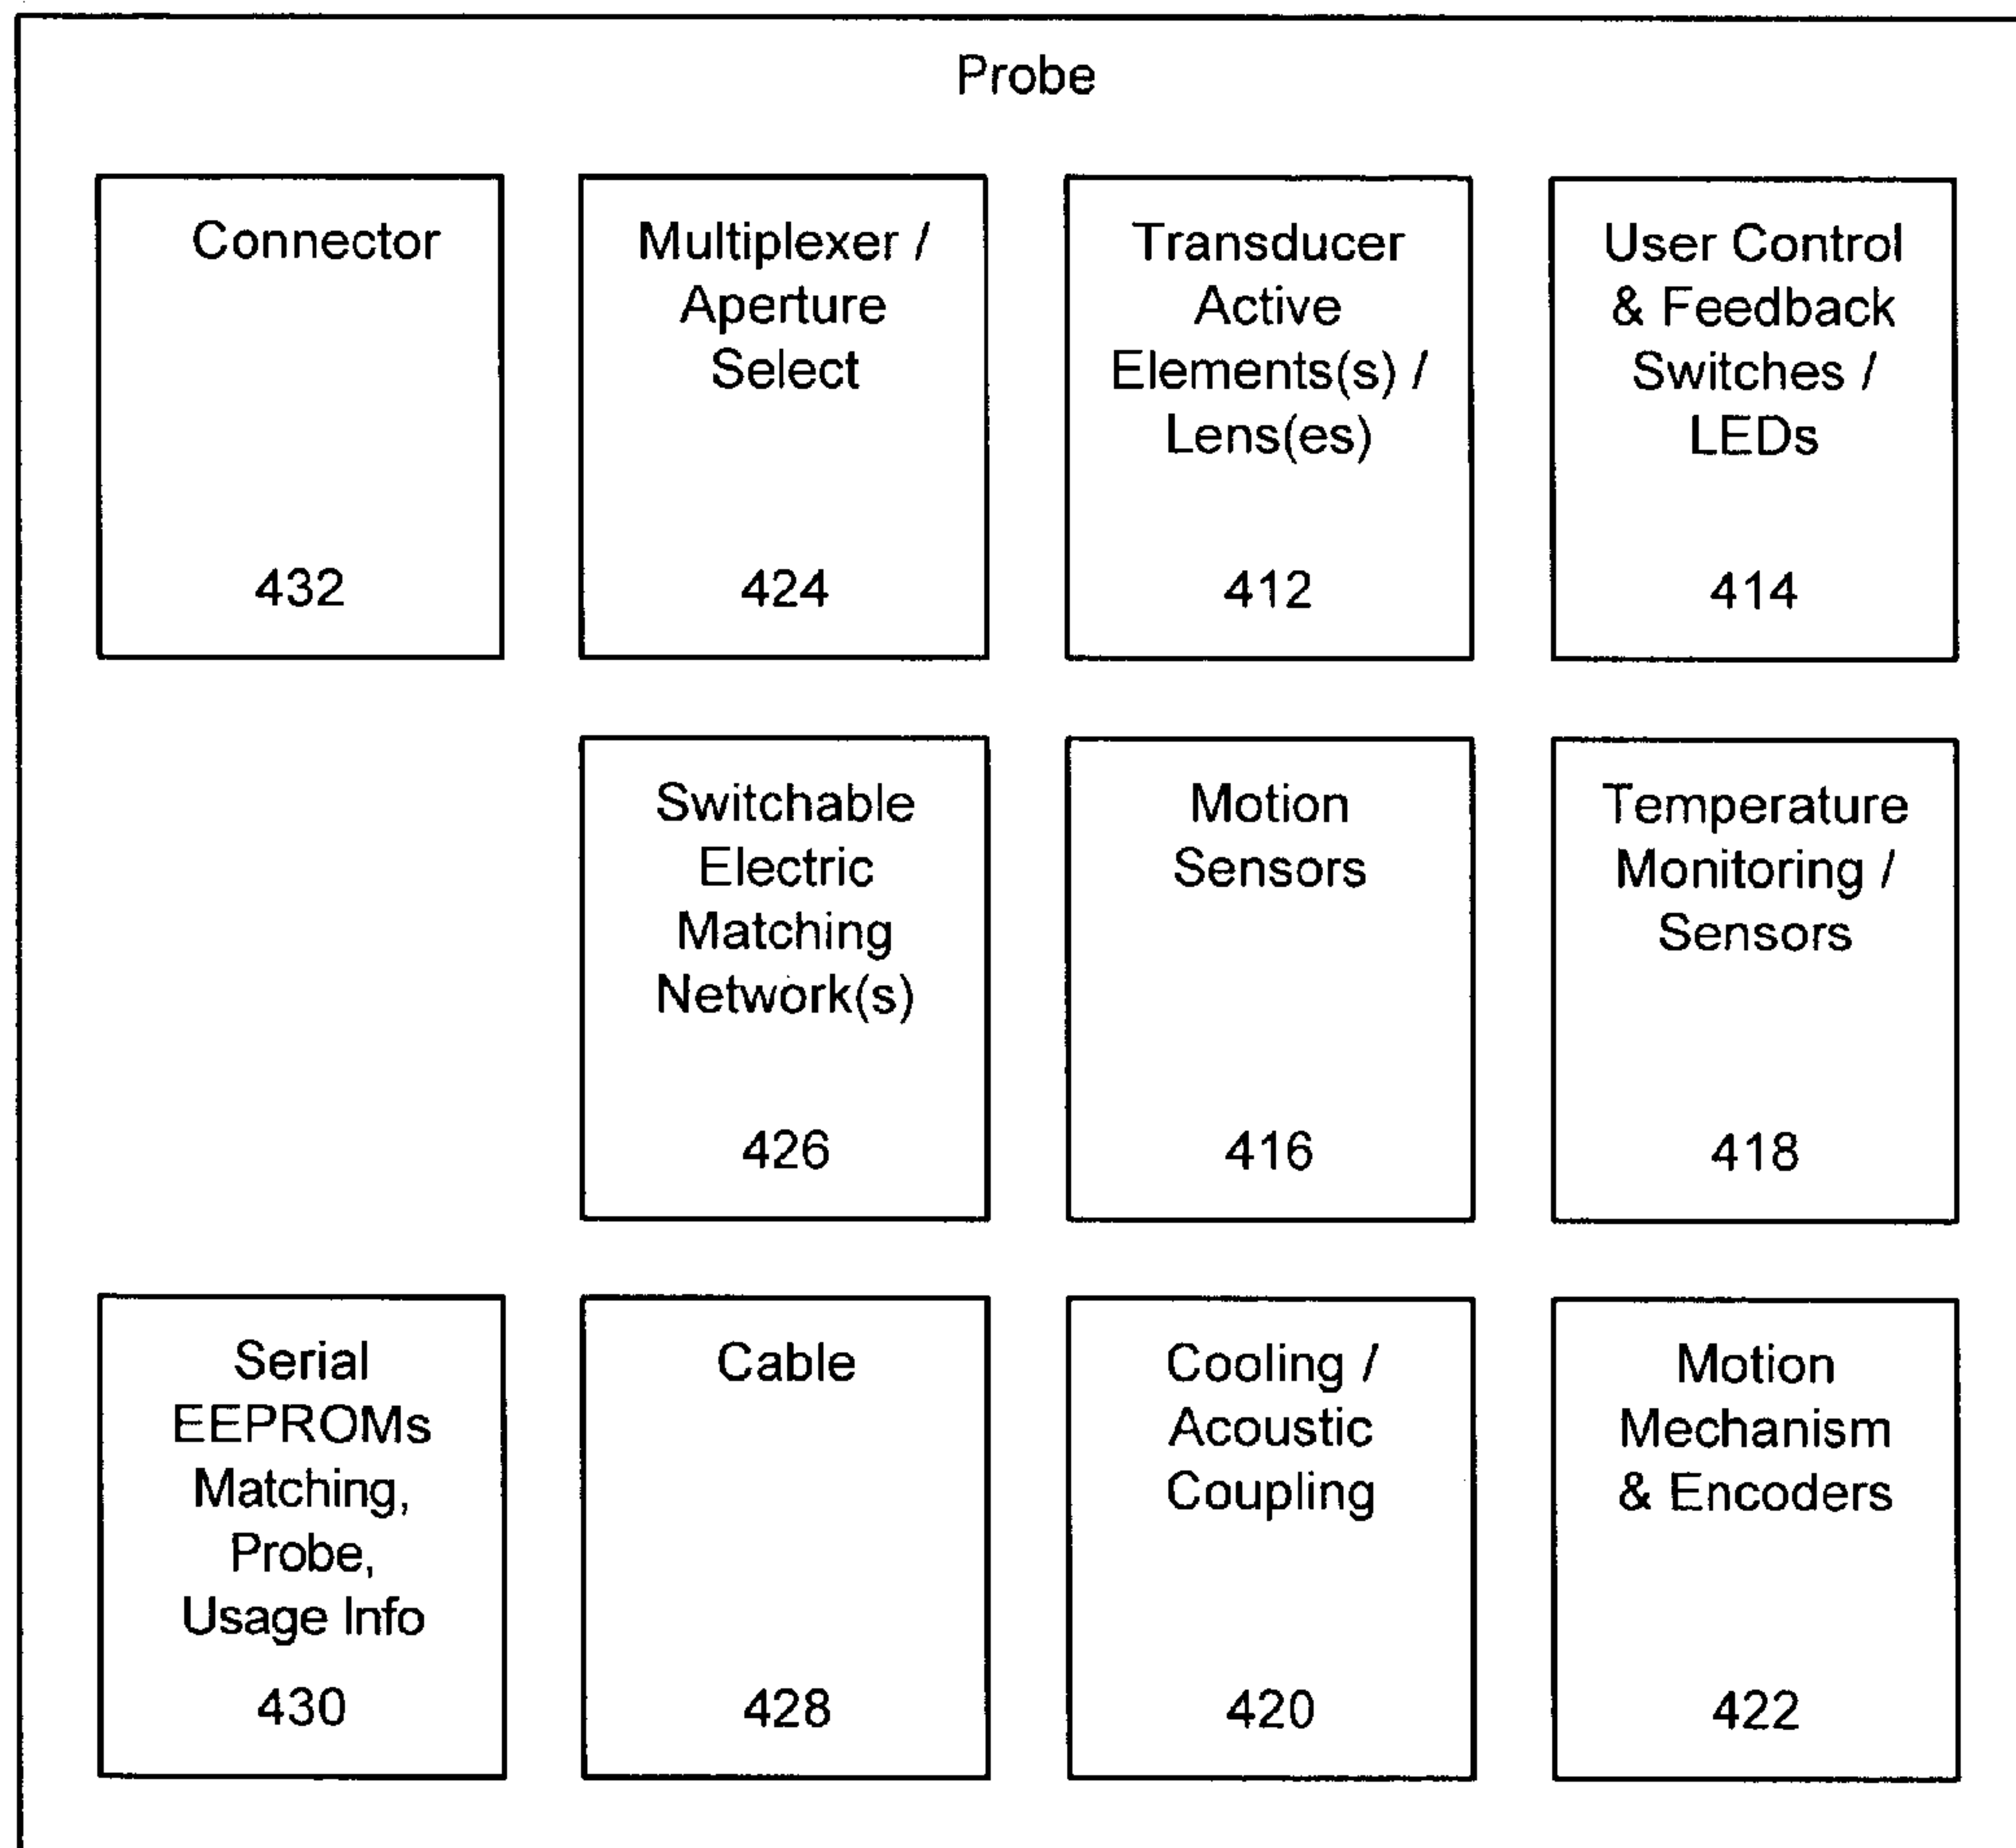 Probe
Connector
432
Multiplexer /
Aperture
Select
424
Transducer
Active
Elements(s) /
Lens(es)
412
User Control
& Feedback
Switches /
LEDs
414
Switchable
Electric
Matching
Network(s)
426
Motion
Sensors
416
Temperature
Monitoring /
Sensors
418
Serial
EEPROMs
Matching,
Probe,
Usage Info
430
Cable
428
Cooling /
Acoustic
Coupling
420
Motion
Mechanism
& Encoders
422